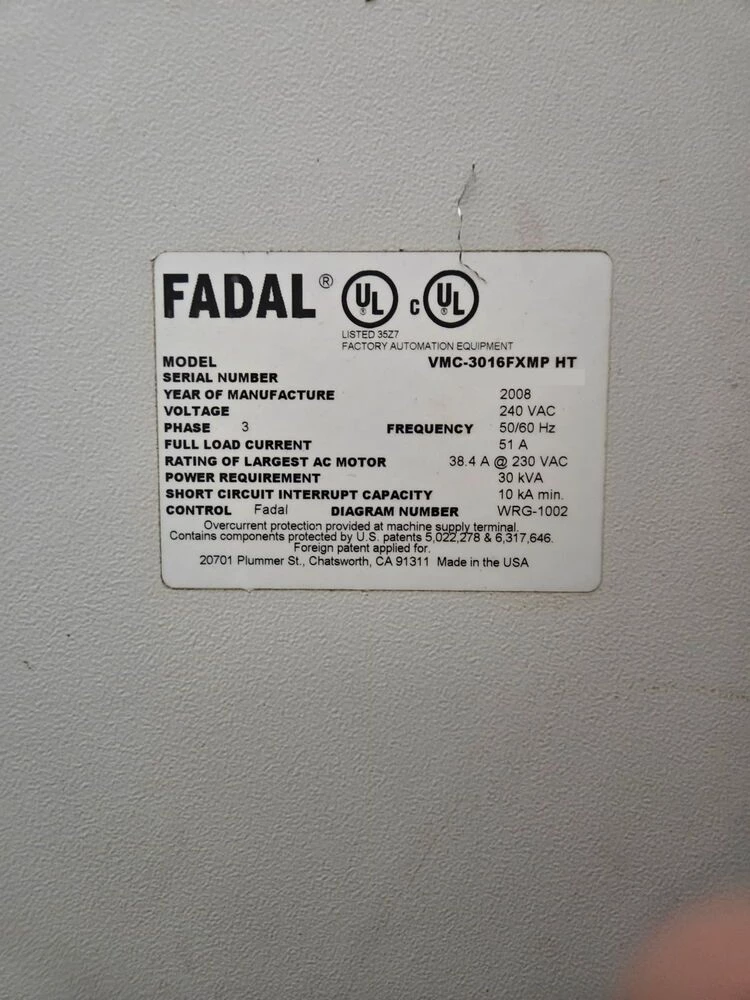 FADAL® UL ® c UL ®
LISTED 35Z7
FACTORY AUTOMATION EQUIPMENT
MODEL VMC-3016FXMP HT
SERIAL NUMBER
YEAR OF MANUFACTURE 2008
VOLTAGE 240 VAC
PHASE 3 FREQUENCY 50/60 Hz
FULL LOAD CURRENT 51 A
RATING OF LARGEST AC MOTOR 38.4 A @ 230 VAC
POWER REQUIREMENT 30 kVA
SHORT CIRCUIT INTERRUPT CAPACITY 10 kA min.
CONTROL Fadal DIAGRAM NUMBER WRG-1002
Overcurrent protection provided at machine supply terminal.
Contains components protected by U.S. patents 5,022,278 & 6,317,646.
Foreign patent applied for.
20701 Plummer St., Chatsworth, CA 91311 Made in the USA